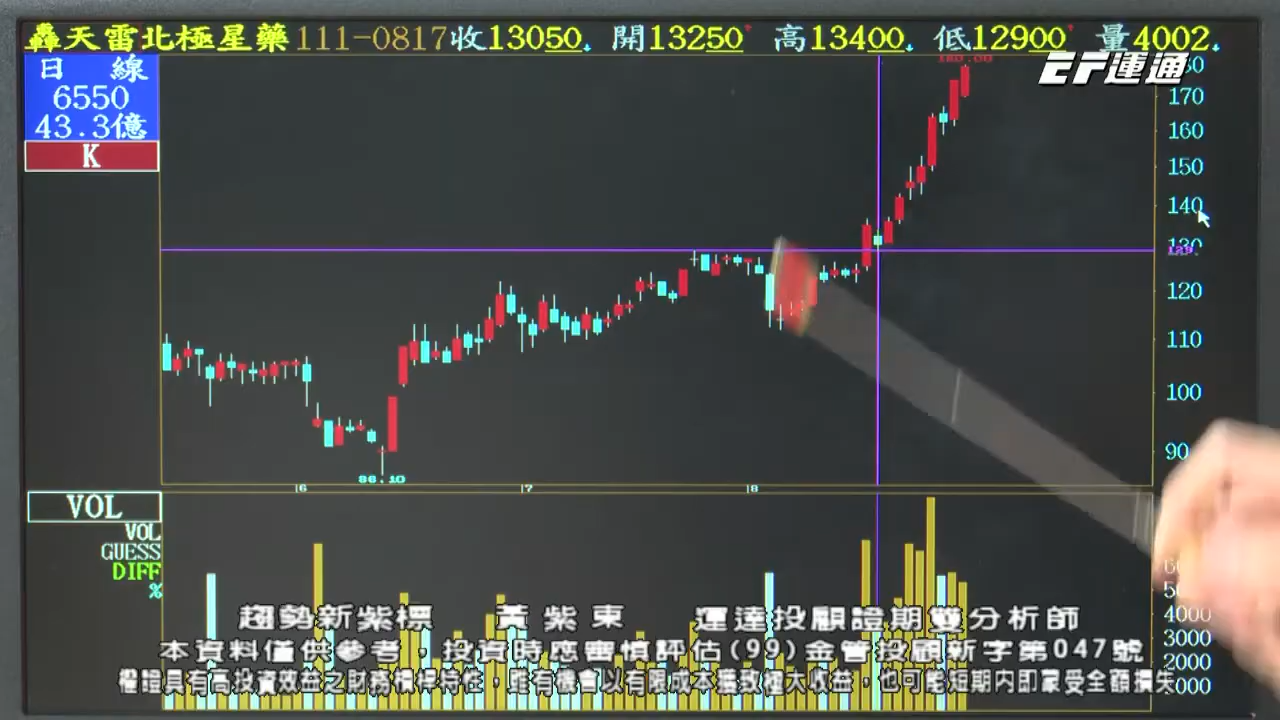 轟天雷北極星藥111-0817收13050 開13250 高13400 低12900 量4002
EF運通
日 線
6550
43.3億
K
170
160
150
140
130
120
110
100
90
86.10
6 7 8
VOL
VOL
GUESS
DIFF
%
4000
3000
2000
趨勢新紫標 黃紫東 運達投顧證期雙分析師
本資料僅供參考，投資時應審慎評估(99)金管投顧新字第047號
權證具有高投資效益之財務槓桿特性，雖有機會以有限成本獲致極大收益，也可能短期內即蒙受全額損失